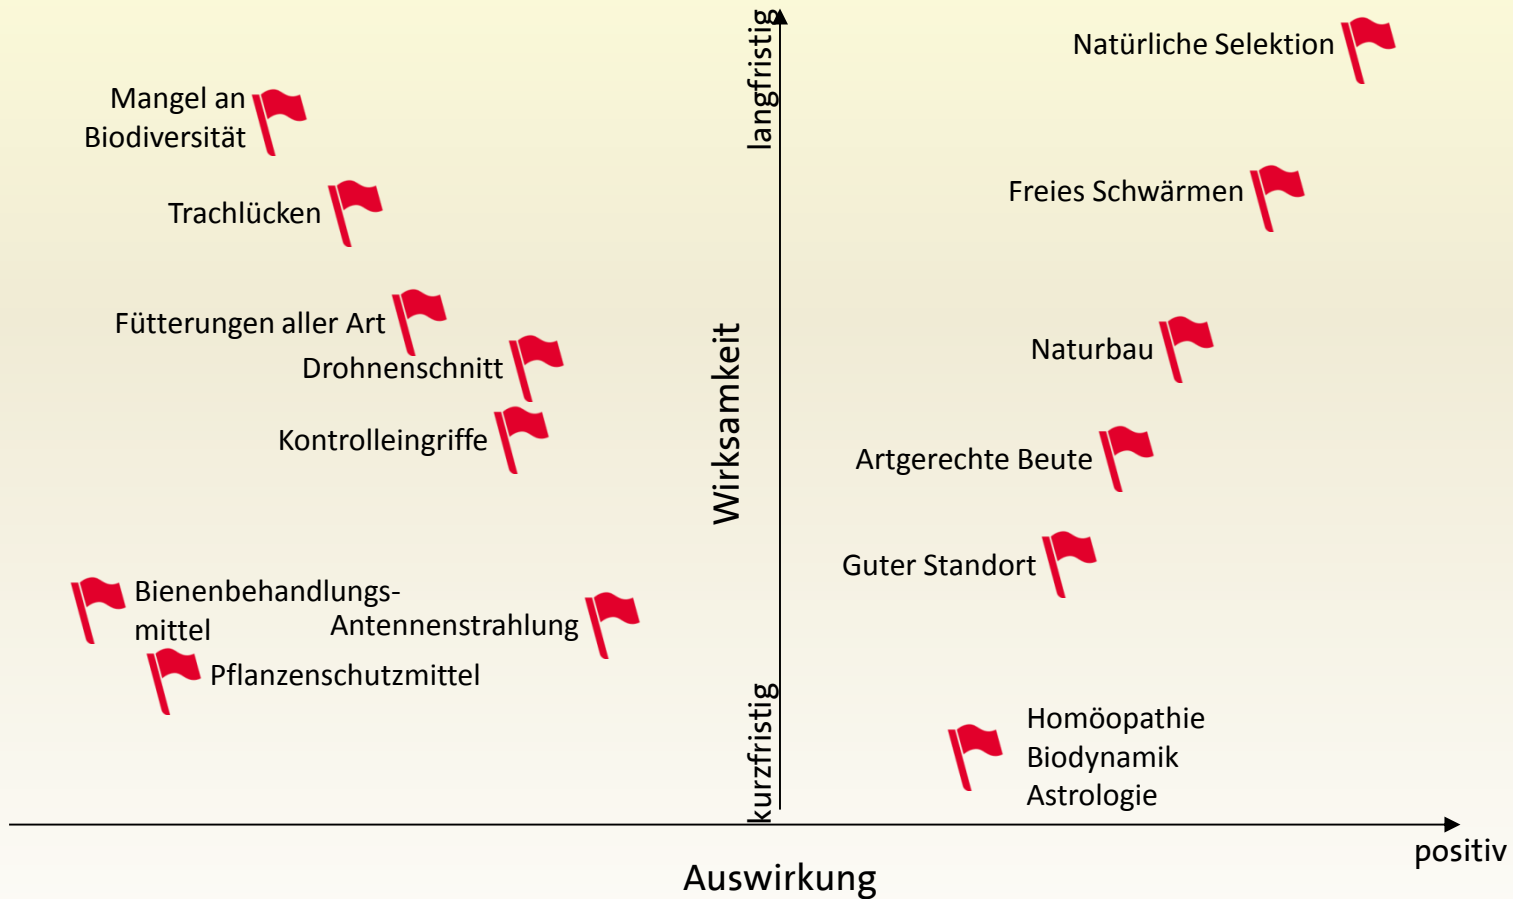 langfristig
Natürliche Selektion
Mangel an
Biodiversität
Trachlücken
Freies Schwärmen
Fütterungen aller Art
Drohnenschnitt
Kontrolleingriffe
Wirksamkeit
Naturbau
Artgerechte Beute
Guter Standort
Bienenbehandlungs-
mittel
Antennenstrahlung
Pflanzenschutzmittel
kurzfristig
Homöopathie
Biodynamik
Astrologie
positiv
Auswirkung